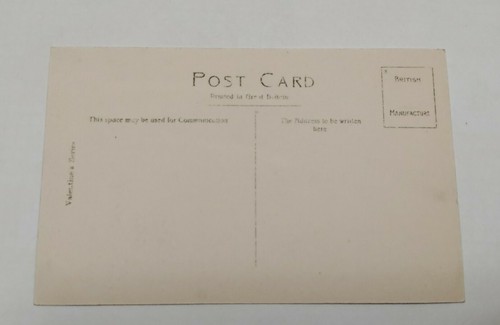 POST CARD
Printed in Great Britain
BRITISH
MANUFACTURE
This space may be used for Communication
The Address to be written
here
Valentine's Series